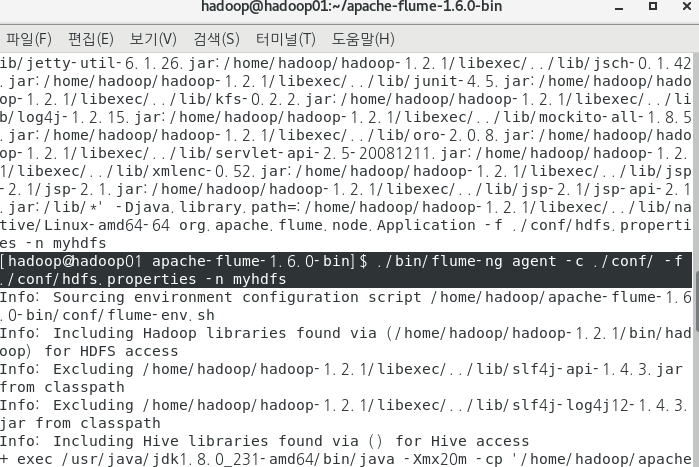 hadoop@hadoop01:~/apache-flume-1.6.0-bin
파일(F) 편집(E) 보기(V) 검색(S) 터미널(T) 도움말(H)
ib/jetty-util-6.1.26.jar:/home/hadoop/hadoop-1.2.1/libexec/../lib/jsch-0.1.42
.jar:/home/hadoop/hadoop-1.2.1/libexec/../lib/junit-4.5.jar:/home/hadoop/hado
op-1.2.1/libexec/../lib/kfs-0.2.2.jar:/home/hadoop/hadoop-1.2.1/libexec/../li
b/log4j-1.2.15.jar:/home/hadoop/hadoop-1.2.1/libexec/../lib/mockito-all-1.8.5
.jar:/home/hadoop/hadoop-1.2.1/libexec/../lib/oro-2.0.8.jar:/home/hadoop/hado
op-1.2.1/libexec/../lib/servlet-api-2.5-20081211.jar:/home/hadoop/hadoop-1.2.
1/libexec/../lib/xmlenc-0.52.jar:/home/hadoop/hadoop-1.2.1/libexec/../lib/jsp
-2.1/jsp-2.1.jar:/home/hadoop/hadoop-1.2.1/libexec/../lib/jsp-2.1/jsp-api-2.1
.jar:/lib/*' -Djava.library.path=:/home/hadoop/hadoop-1.2.1/libexec/../lib/na
tive/Linux-amd64-64 org.apache.flume.node.Application -f ./conf/hdfs.properti
es -n myhdfs
[hadoop@hadoop01 apache-flume-1.6.0-bin]$ ./bin/flume-ng agent -c ./conf/ -f
./conf/hdfs.properties -n myhdfs
Info: Sourcing environment configuration script /home/hadoop/apache-flume-1.6
.0-bin/conf/flume-env.sh
Info: Including Hadoop libraries found via (/home/hadoop/hadoop-1.2.1/bin/had
oop) for HDFS access
Info: Excluding /home/hadoop/hadoop-1.2.1/libexec/../lib/slf4j-api-1.4.3.jar
from classpath
Info: Excluding /home/hadoop/hadoop-1.2.1/libexec/../lib/slf4j-log4j12-1.4.3.
jar from classpath
Info: Including Hive libraries found via () for Hive access
+ exec /usr/java/jdk1.8.0_231-amd64/bin/java -Xmx20m -cp '/home/hadoop/apache